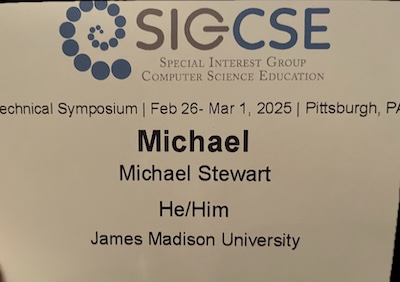 SIGCSE
SPECIAL INTEREST GROUP
COMPUTER SCIENCE EDUCATION
echnical Symposium | Feb 26- Mar 1, 2025 | Pittsburgh, PA
Michael
Michael Stewart
He/Him
James Madison University